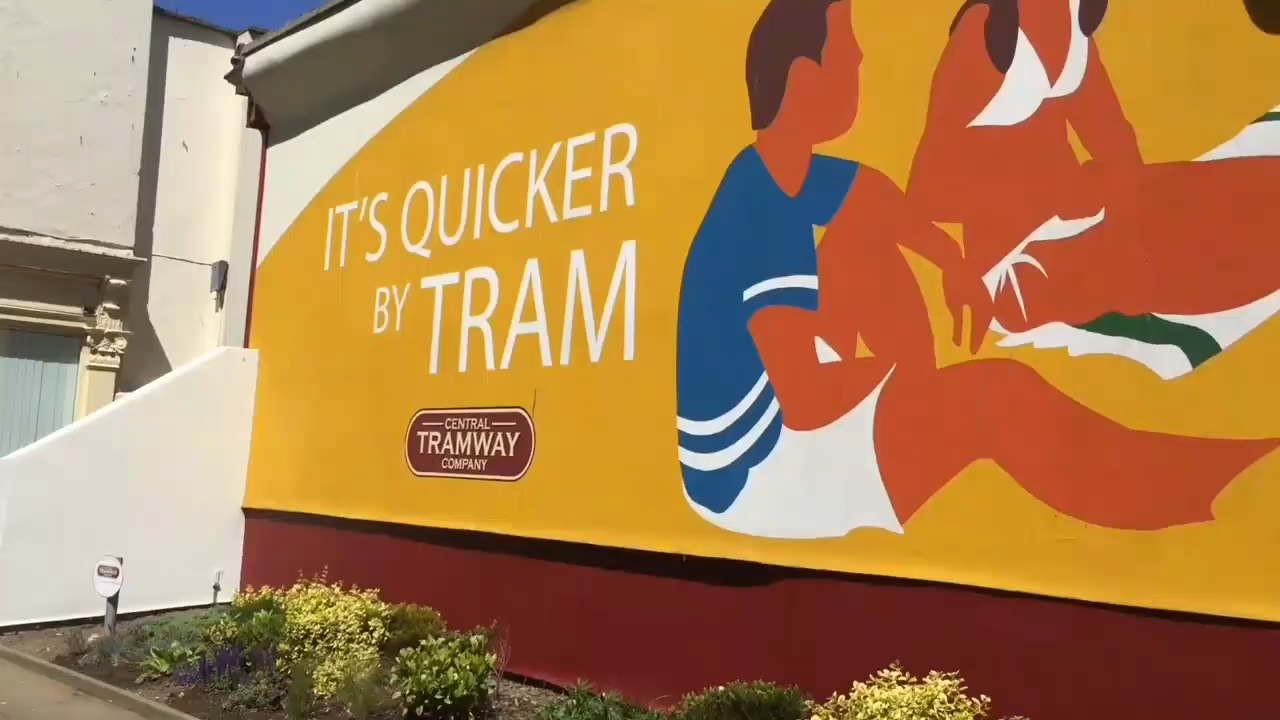 IT'S QUICKER
BY TRAM
CENTRAL
TRAMWAY
COMPANY